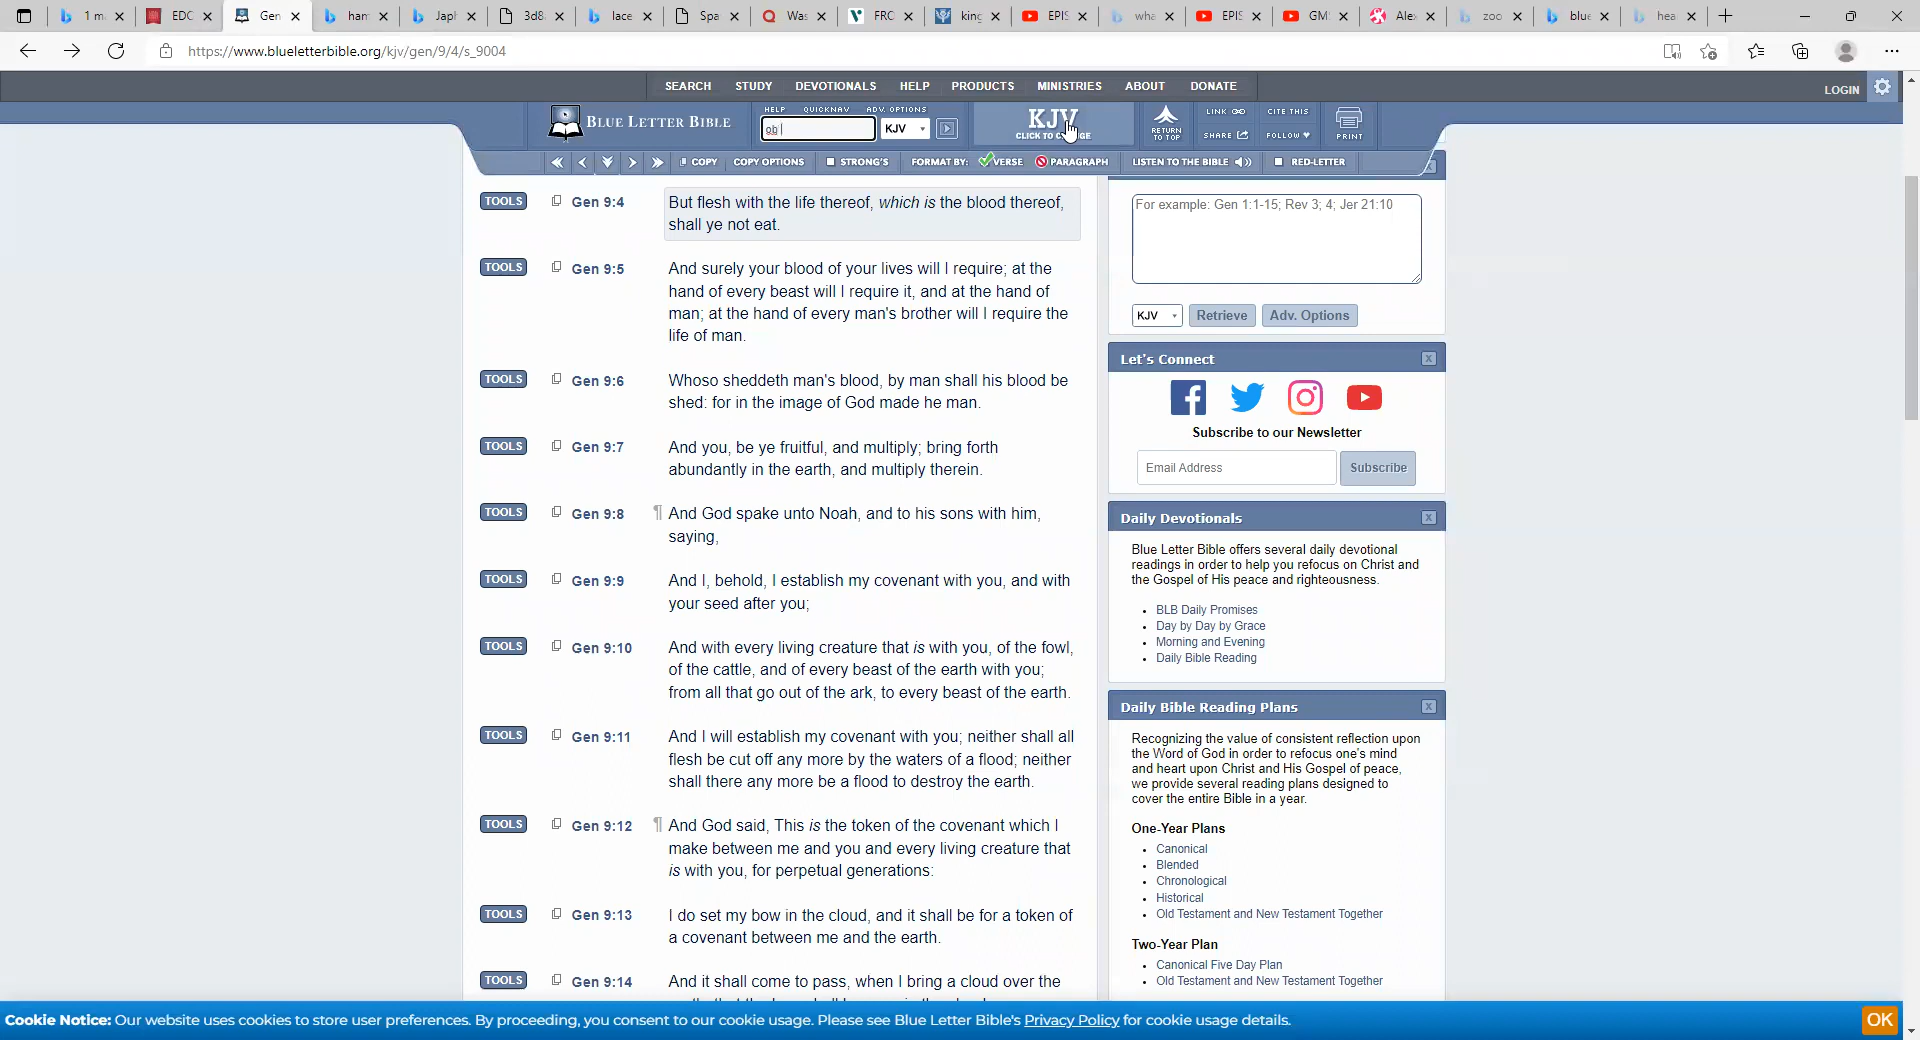 1 m
EDC
Gen
ham
Japh
3d8
lace
Spa
Was
FRC
king
EPIS
wha
EPIS
GM
Alex
zoo
blue
hea
https://www.blueletterbible.org/kjv/gen/9/4/s_9004
SEARCH STUDY DEVOTIONALS HELP PRODUCTS MINISTRIES ABOUT DONATE
LOGIN
BLUE LETTER BIBLE
HELP QUICKNAV ADV. OPTIONS
ob
KJV
KJV
CLICK TO CHANGE
RETURN
TO TOP
LINK
SHARE
CITE THIS
FOLLOW
PRINT
COPY COPY OPTIONS STRONG'S FORMAT BY: VERSE PARAGRAPH LISTEN TO THE BIBLE RED-LETTER
TOOLS Gen 9:4 But flesh with the life thereof, which is the blood thereof,
shall ye not eat.
TOOLS Gen 9:5 And surely your blood of your lives will I require; at the
hand of every beast will I require it, and at the hand of
man; at the hand of every man's brother will I require the
life of man.
TOOLS Gen 9:6 Whoso sheddeth man's blood, by man shall his blood be
shed: for in the image of God made he man.
TOOLS Gen 9:7 And you, be ye fruitful, and multiply; bring forth
abundantly in the earth, and multiply therein.
TOOLS Gen 9:8 ¶ And God spake unto Noah, and to his sons with him,
saying,
TOOLS Gen 9:9 And I, behold, I establish my covenant with you, and with
your seed after you;
TOOLS Gen 9:10 And with every living creature that is with you, of the fowl,
of the cattle, and of every beast of the earth with you;
from all that go out of the ark, to every beast of the earth.
TOOLS Gen 9:11 And I will establish my covenant with you; neither shall all
flesh be cut off any more by the waters of a flood; neither
shall there any more be a flood to destroy the earth.
TOOLS Gen 9:12 ¶ And God said, This is the token of the covenant which I
make between me and you and every living creature that
is with you, for perpetual generations:
TOOLS Gen 9:13 I do set my bow in the cloud, and it shall be for a token of
a covenant between me and the earth.
TOOLS Gen 9:14 And it shall come to pass, when I bring a cloud over the
For example: Gen 1:1-15; Rev 3; 4; Jer 21:10
KJV Retrieve Adv. Options
Let's Connect X
Subscribe to our Newsletter
Email Address Subscribe
Daily Devotionals X
Blue Letter Bible offers several daily devotional
readings in order to help you refocus on Christ and
the Gospel of His peace and righteousness.
• BLB Daily Promises
• Day by Day by Grace
• Morning and Evening
• Daily Bible Reading
Daily Bible Reading Plans X
Recognizing the value of consistent reflection upon
the Word of God in order to refocus one's mind
and heart upon Christ and His Gospel of peace,
we provide several reading plans designed to
cover the entire Bible in a year.
One-Year Plans
• Canonical
• Blended
• Chronological
• Historical
• Old Testament and New Testament Together
Two-Year Plan
• Canonical Five Day Plan
• Old Testament and New Testament Together
Cookie Notice: Our website uses cookies to store user preferences. By proceeding, you consent to our cookie usage. Please see Blue Letter Bible's Privacy Policy for cookie usage details.
OK